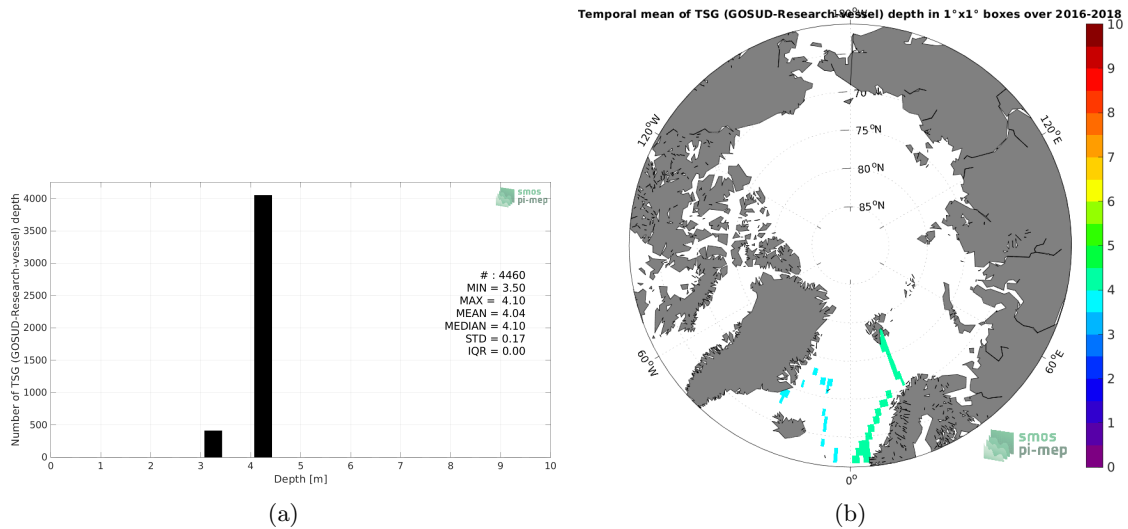 Temporal mean of TSG (GOSUD-Research-vessel) depth in 1°x1° boxes over 2016-2018
Number of TSG (GOSUD-Research-vessel) depth
4000
3500
3000
2500
2000
1500
1000
500
0
smos
pi-mep
# : 4460
MIN = 3.50
MAX = 4.10
MEAN = 4.04
MEDIAN = 4.10
STD = 0.17
IQR = 0.00
0 1 2 3 4 5 6 7 8 9 10
Depth [m]
(a)
180°W
120°W
120°E
70
75°N
80°N
85°N
60°W
60°E
0°
smos
pi-mep
10
9
8
7
6
5
4
3
2
1
0
(b)